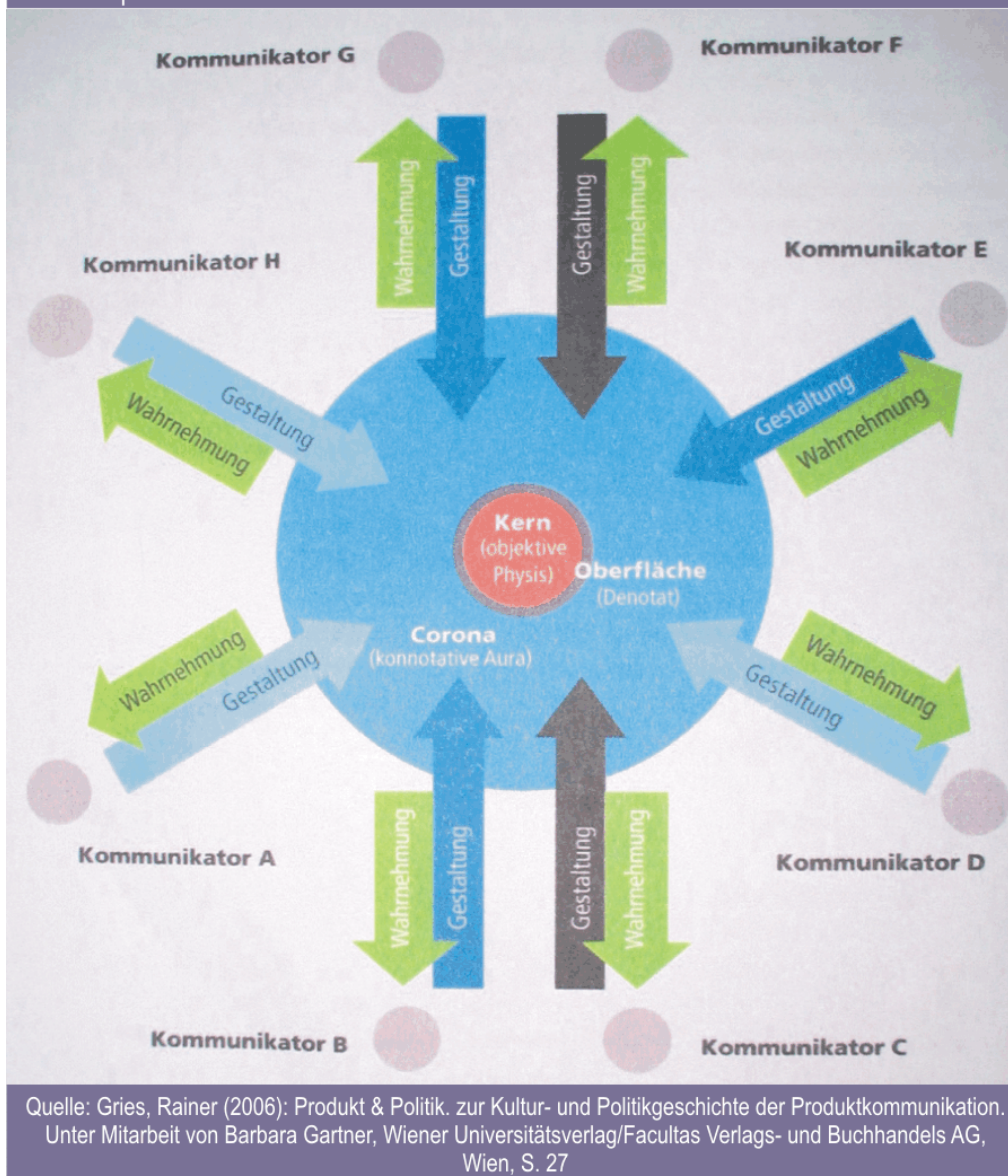 Kommunikator G
Kommunikator F
Wahrnehmung
Gestaltung
Gestaltung
Wahrnehmung
Kommunikator H
Kommunikator E
Gestaltung
Wahrnehmung
Gestaltung
Wahrnehmung
Kern
(objektive
Physis)
Oberfläche
(Denotat)
Corona
(konnotative Aura)
Wahrnehmung
Gestaltung
Wahrnehmung
Gestaltung
Wahrnehmung
Gestaltung
Gestaltung
Wahrnehmung
Kommunikator A
Kommunikator D
Kommunikator B
Kommunikator C
Quelle: Gries, Rainer (2006): Produkt & Politik. zur Kultur- und Politikgeschichte der Produktkommunikation
Unter Mitarbeit von Barbara Gartner, Wiener Universitätsverlag/Facultas Verlags- und Buchhandels AG,
Wien, S. 27